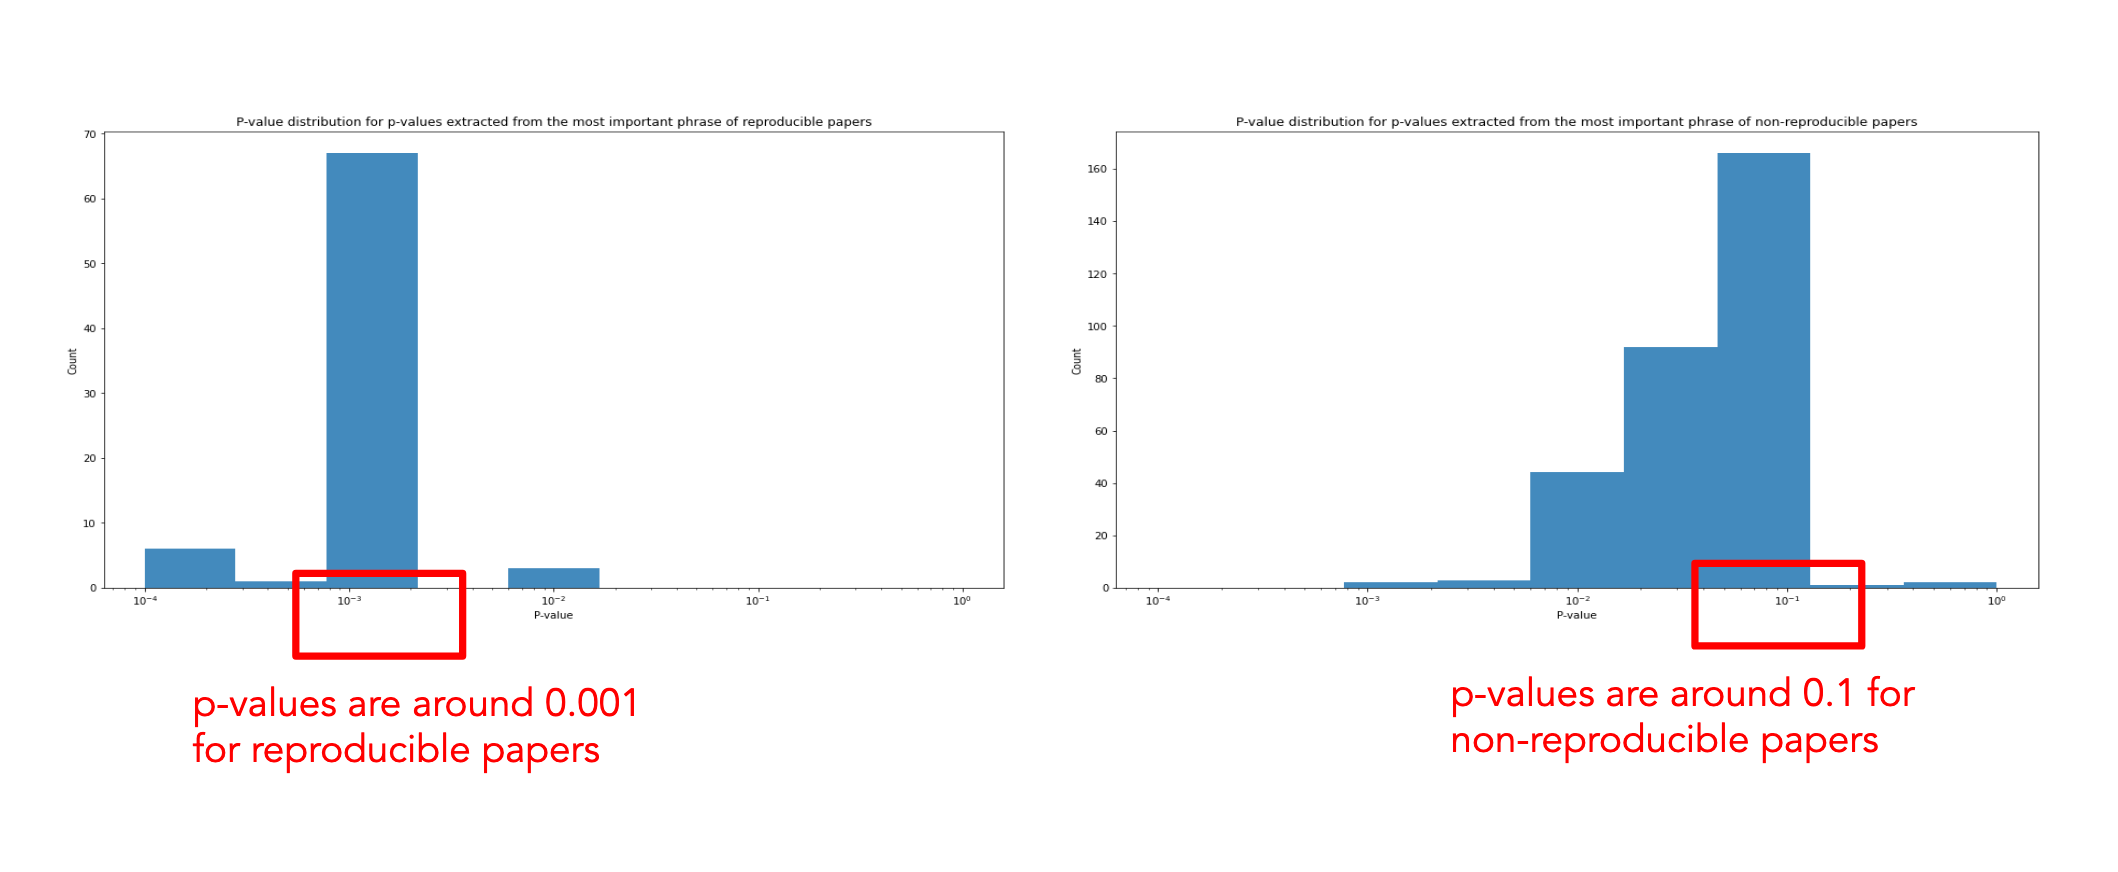 P-value distribution for p-values extracted from the most important phrase of reproducible papers
70
60
50
40
30
20
10
0
Count
10⁻⁴ 10⁻³ 10⁻² 10⁻¹ 10⁰
P-value
p-values are around 0.001
for reproducible papers
P-value distribution for p-values extracted from the most important phrase of non-reproducible papers
160
140
120
100
80
60
40
20
0
Count
10⁻⁴ 10⁻³ 10⁻² 10⁻¹ 10⁰
P-value
p-values are around 0.1 for
non-reproducible papers